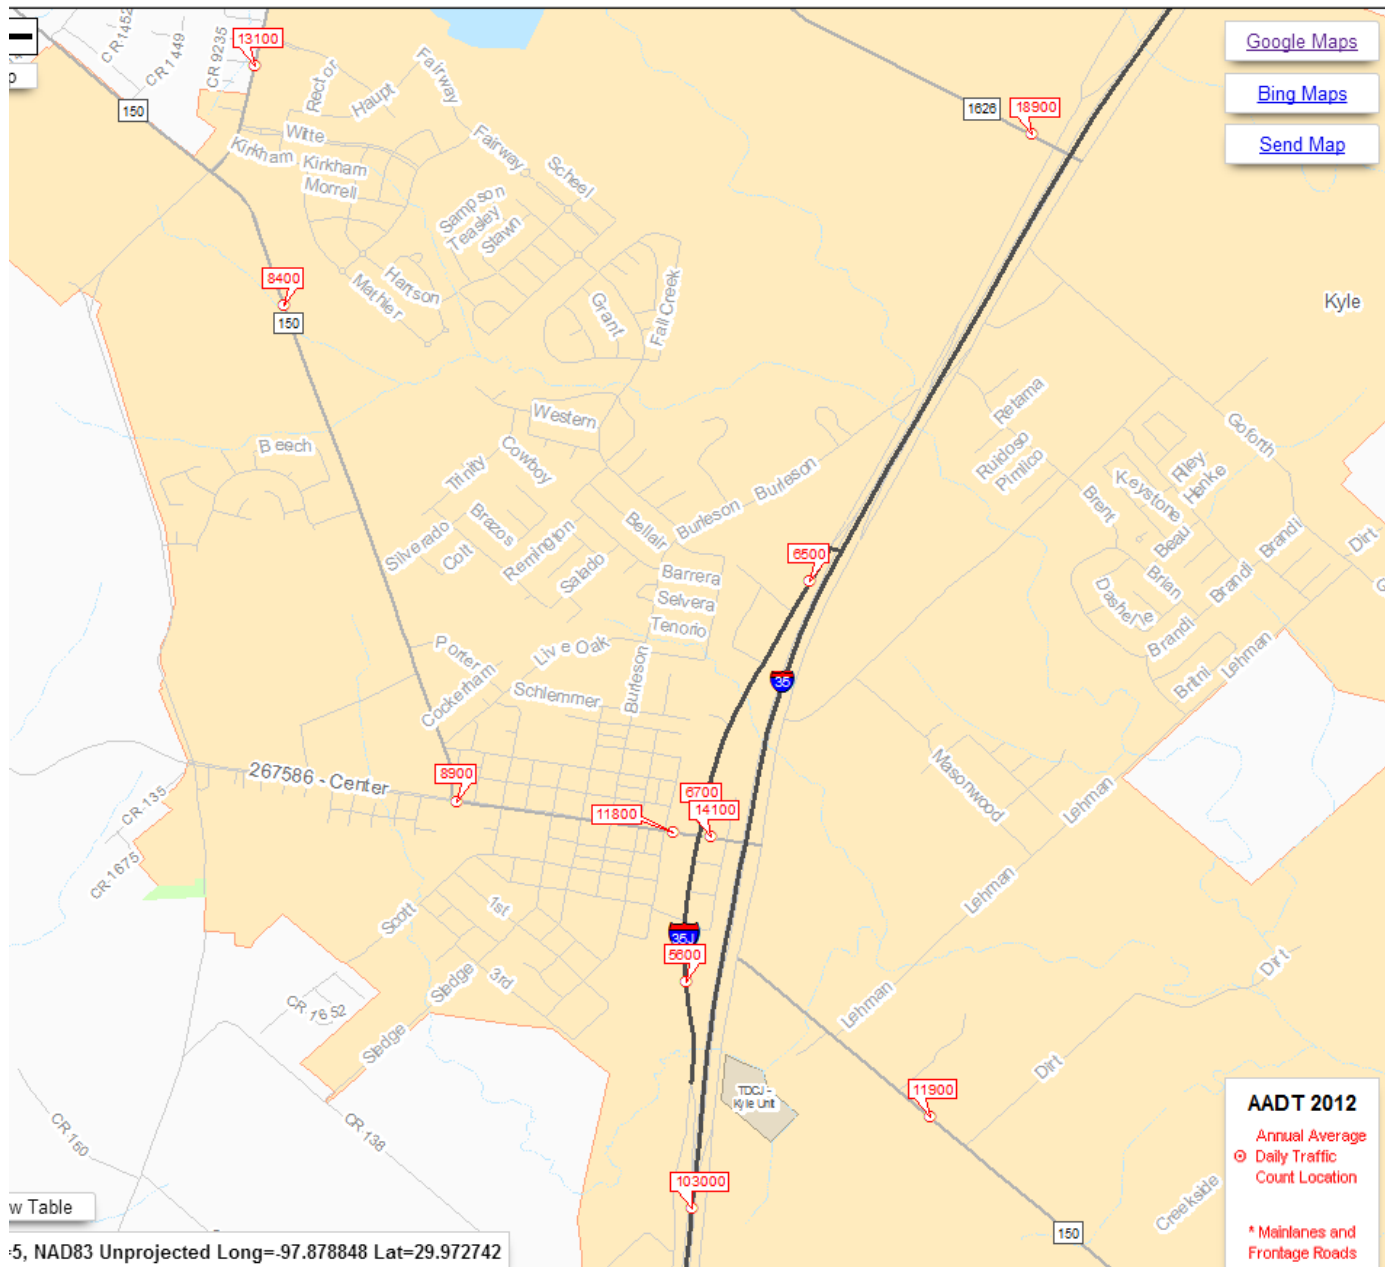 CR 1452
CR 1449
CR 9235
13100
Rector
Haupt
Fairway
150
Witte
Kirkham
Kirkham
Morrell
Fairway
Scheel
Sampson
Teasley
Stawn
1626
18900
Google Maps
Bing Maps
Send Map
8400
150
Harrson
Mathier
Grant
Fall Creek
Kyle
Western
Beech
Trinity
Cowboy
Silverado
Colt
Brazos
Remington
Salado
Bellair
Burleson
Burleson
Retama
Ruidoso
Pimlico
Goforth
Riley
Henke
Keystone
Brent
Beau
Brandi
Dirt
6500
Barrera
Selvera
Tenorio
Brian
Brandi
Brandi
Lehman
Britni
Porter
Cockerham
Live Oak
Schlemmer
Burleson
35
267586 - Center
8900
6700
14100
11800
Masonwood
Lehman
CR-135
CR-1675
Scott
1st
Lehman
35J
5600
Sledge
3rd
Dirt
CR 1652
Sledge
Lehman
Dirt
TDCJ -
Kyle Unit
11900
CR 150
CR 138
103000
Creekside
150
AADT 2012
Annual Average
Daily Traffic
Count Location
* Mainlanes and
Frontage Roads
w Table
=5, NAD83 Unprojected Long=-97.878848 Lat=29.972742